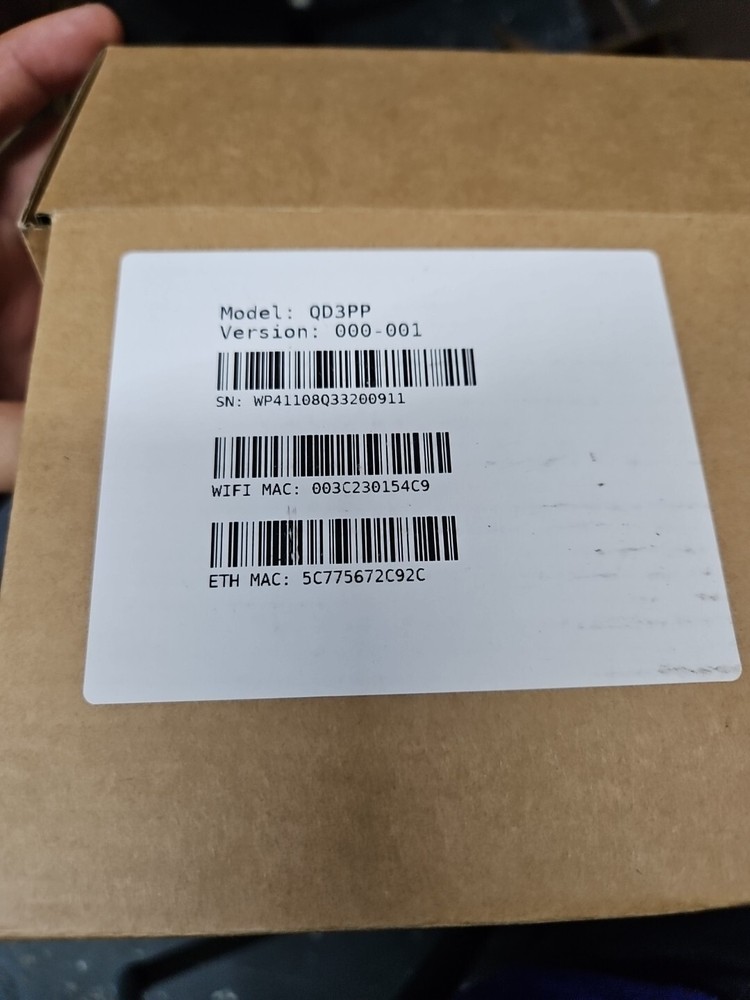 Model: QD3PP
Version: 000-001
SN: WP41108Q33200911
WIFI MAC: 003C230154C9
ETH MAC: 5C775672C92C